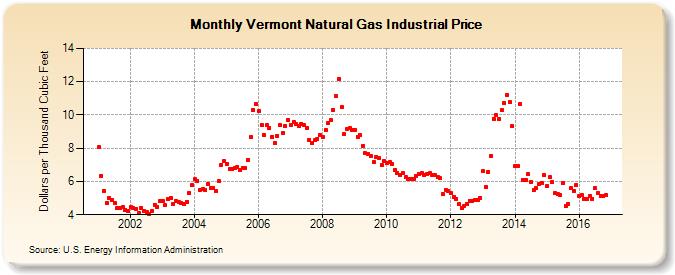 Monthly Vermont Natural Gas Industrial Price
Dollars per Thousand Cubic Feet
14
12
10
8
6
4
2002 2004 2006 2008 2010 2012 2014 2016
Source: U.S. Energy Information Administration